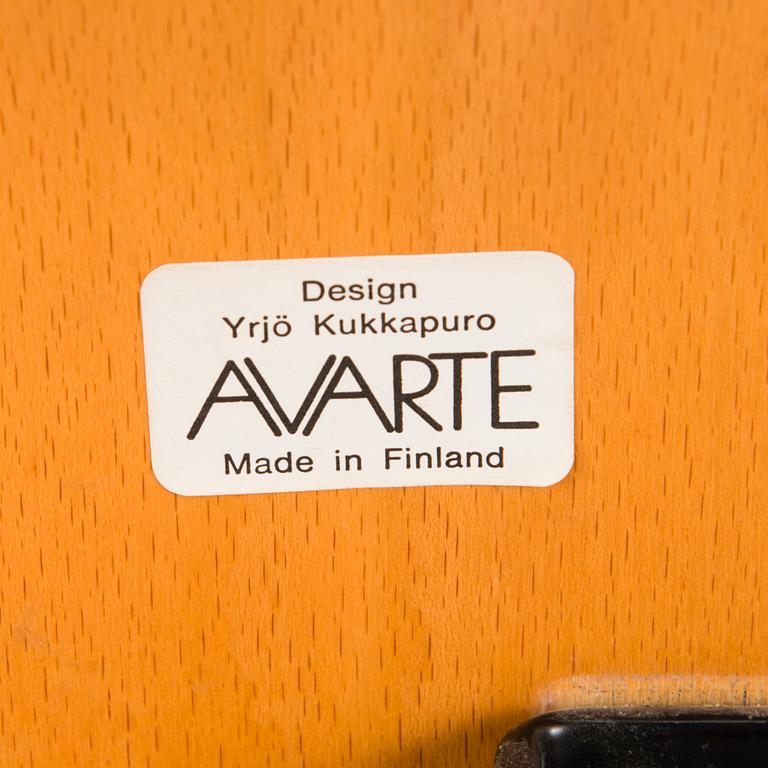 Design
Yrjö Kukkapuro
AVARTE
Made in Finland